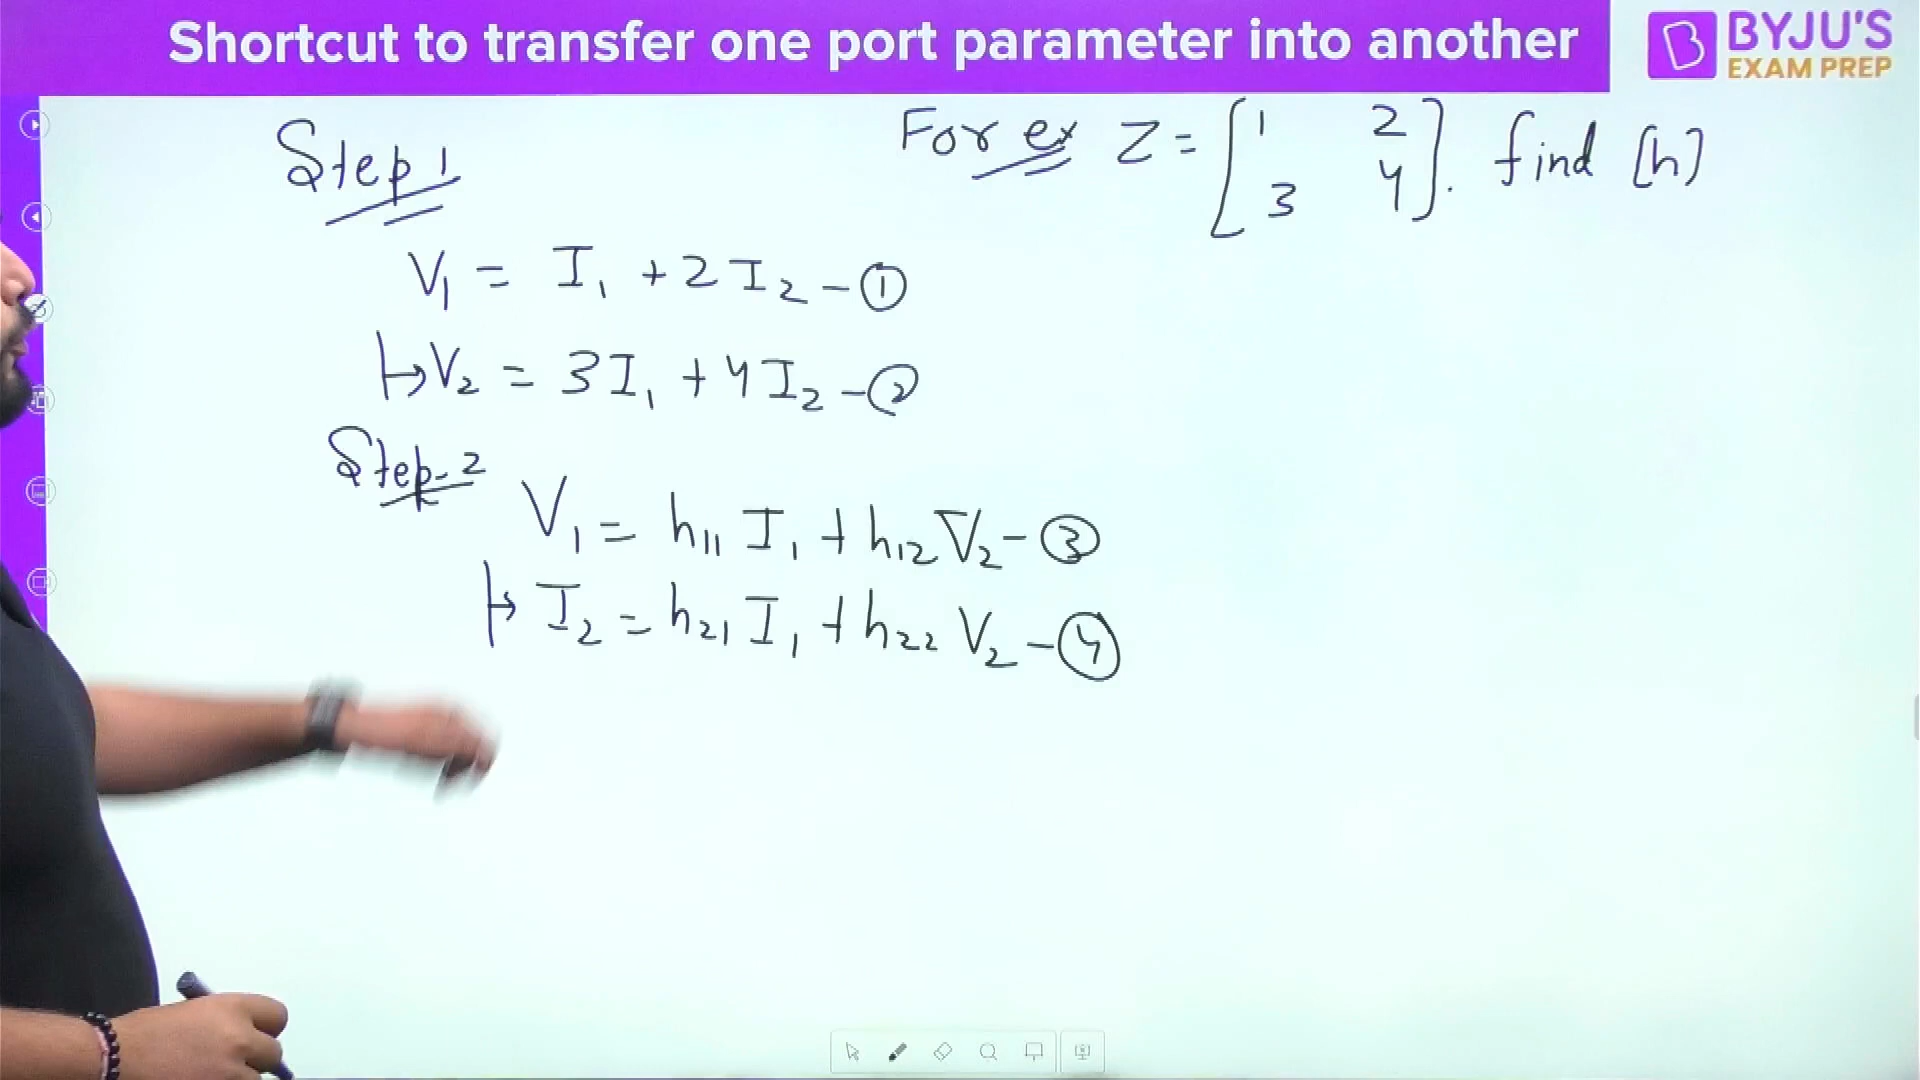 Shortcut to transfer one port parameter into another
BYJU'S
EXAM PREP
For ex Z = [1 2
3 4]. find [h]
Step 1
V₁ = I₁ + 2I₂ - ①
V₂ = 3I₁ + 4I₂ - ②
Step-2
V₁ = h₁₁ I₁ + h₁₂ V₂ - ③
I₂ = h₂₁ I₁ + h₂₂ V₂ - ④